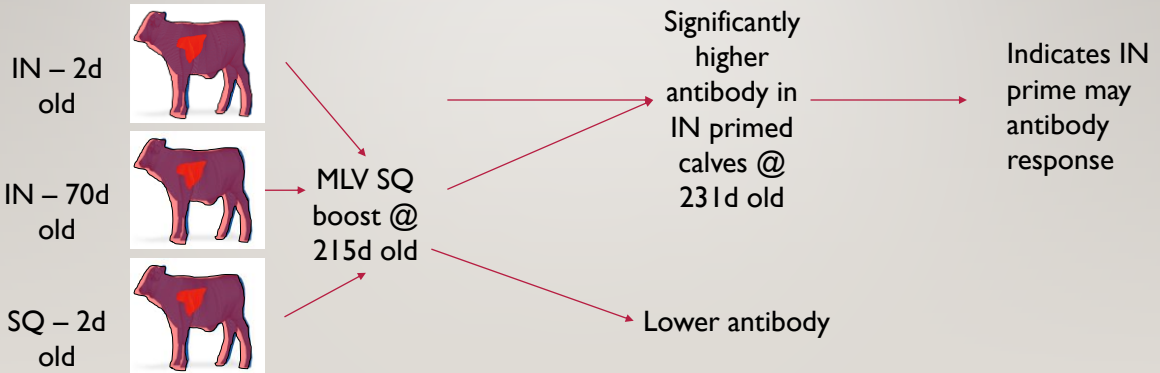 IN – 2d
old
IN – 70d
old
SQ – 2d
old
MLV SQ
boost @
215d old
Significantly
higher
antibody in
IN primed
calves @
231d old
Lower antibody
Indicates IN
prime may
antibody
response